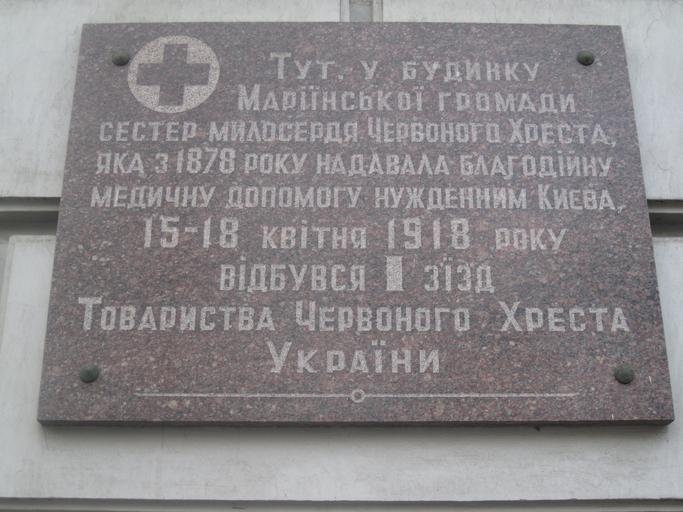 Тут. у будинку
Маріїнської громади
сестер милосердя Червоного Хреста,
яка з 1878 року надавала благодійну
медичну допомогу нужденним Києва,
15-18 квітня 1918 року
відбувся I зїзд
Товариства Червоного Хреста
України